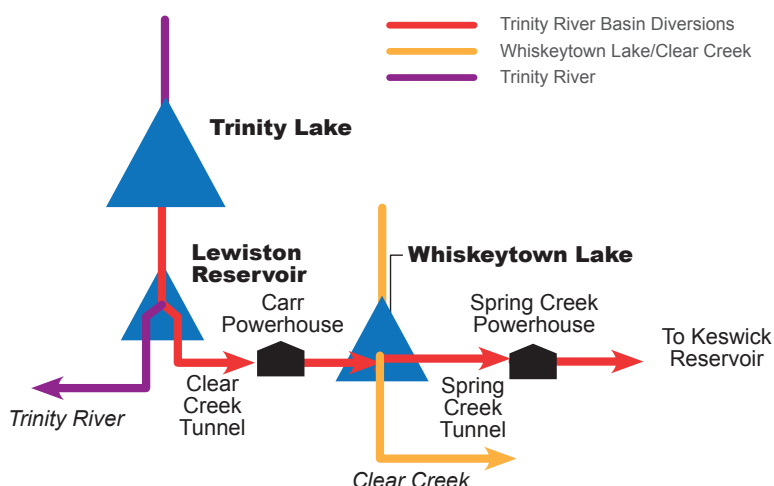 Trinity River Basin Diversions
Whiskeytown Lake/Clear Creek
Trinity River
Trinity Lake
Lewiston
Reservoir
Whiskeytown Lake
Carr
Powerhouse
Spring Creek
Powerhouse
To Keswick
Reservoir
Clear
Creek
Tunnel
Spring
Creek
Tunnel
Trinity River
Clear Creek